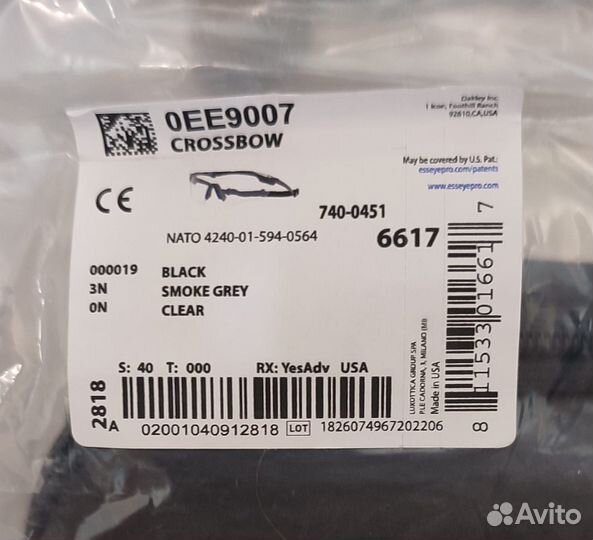 0EE9007
CROSSBOW
Oakley Inc.
1 Icon, Foothill Ranch
92610,CA,USA
May be covered by U.S. Pat.:
esseyepro.com/patents
www.esseyepro.com
CE
740-0451
NATO 4240-01-594-0564
6617
000019 BLACK
3N SMOKE GREY
0N CLEAR
S: 40 T: 000 RX: YesAdv USA
2818
A
02001040912818 LOT 1826074967202206
LUXOTTICA GROUP SPA
P.LE CADORNA, 3, MILANO (MI)
Made in USA
8 11533 01661 7
Avito